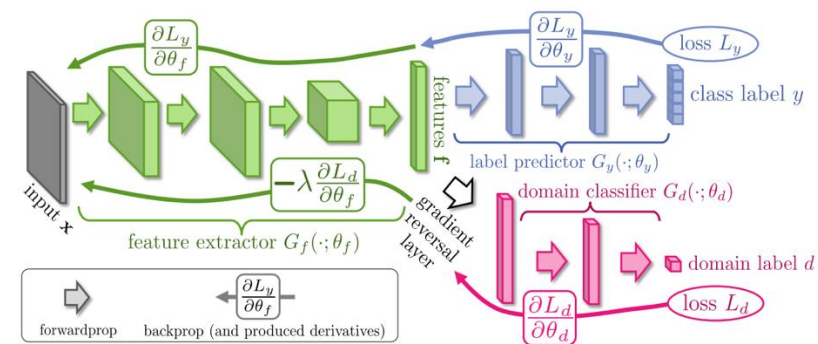 ∂L_y/∂θ_f
∂L_y/∂θ_y
loss L_y
features f
class label y
label predictor G_y(·; θ_y)
input x
−λ ∂L_d/∂θ_f
feature extractor G_f(·; θ_f)
gradient
reversal
layer
domain classifier G_d(·; θ_d)
domain label d
∂L_d/∂θ_d
loss L_d
forwardprop
∂L_y/∂θ_f
backprop (and produced derivatives)